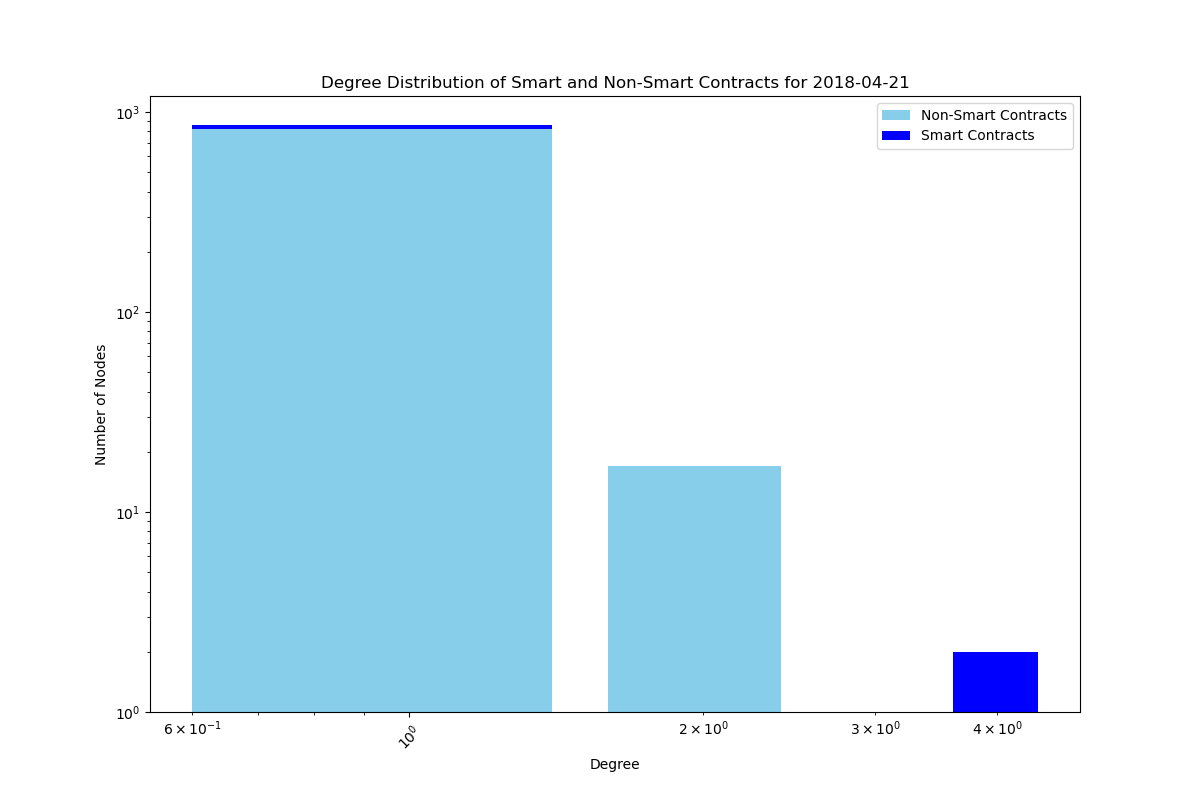 Degree Distribution of Smart and Non-Smart Contracts for 2018-04-21
Non-Smart Contracts
Smart Contracts
10³
10²
10¹
10⁰
Number of Nodes
6 × 10⁻¹
10⁰
2 × 10⁰
3 × 10⁰
4 × 10⁰
Degree